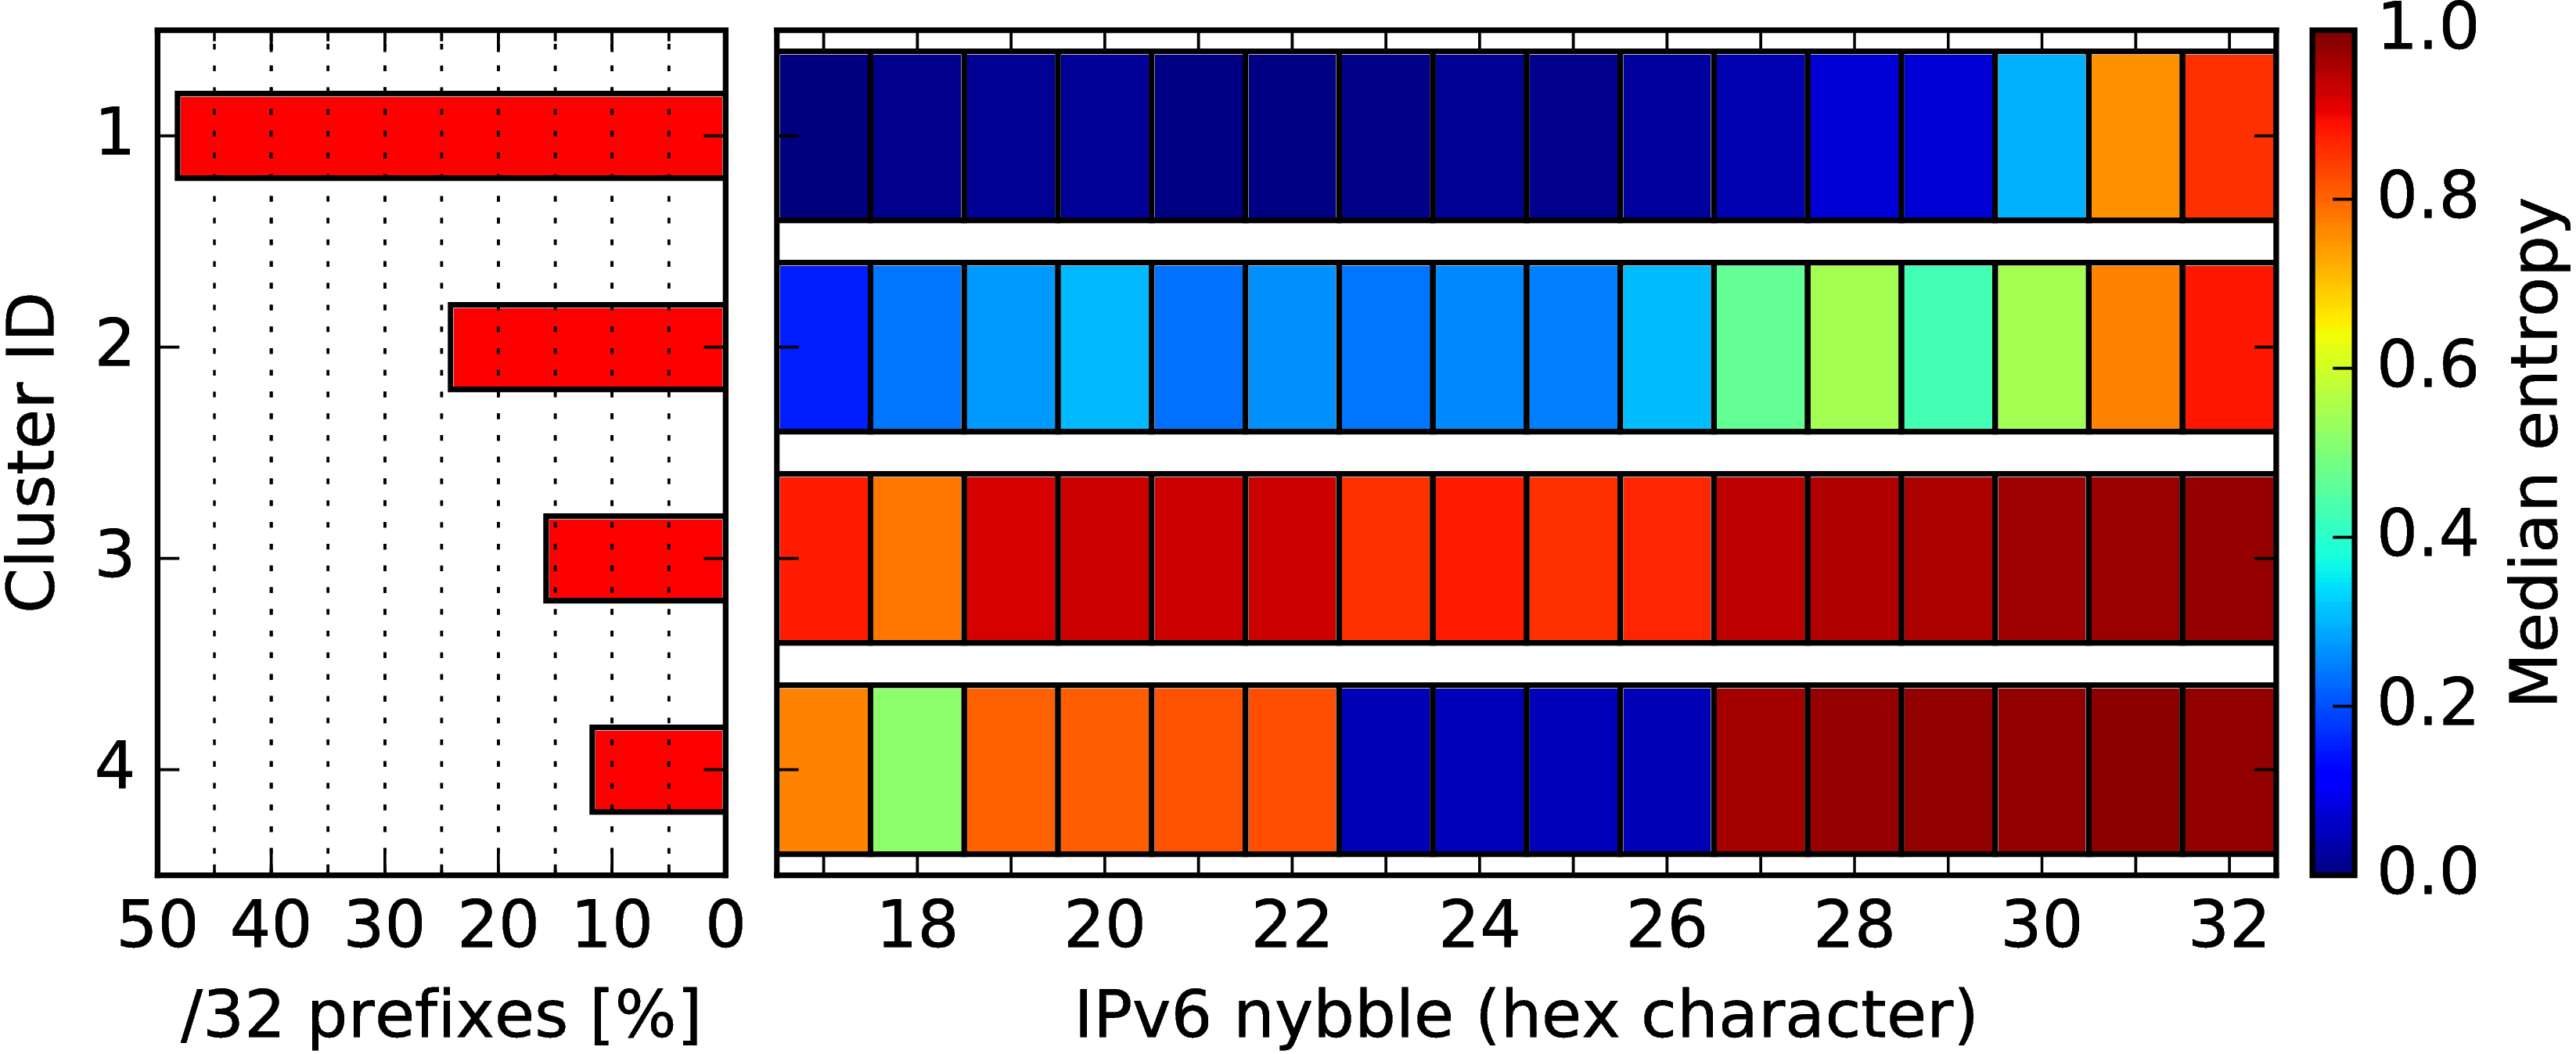 Cluster ID
1
2
3
4
50 40 30 20 10 0
/32 prefixes [%]
18 20 22 24 26 28 30 32
IPv6 nybble (hex character)
1.0
0.8
0.6
0.4
0.2
0.0
Median entropy